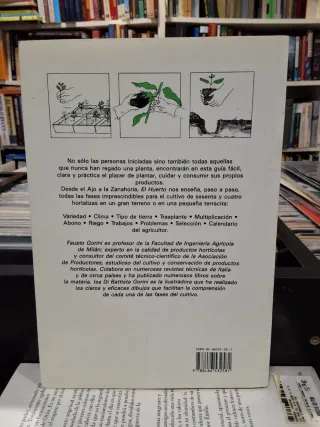 No sólo las personas iniciadas sino también todas aquellas
que nunca han regado una planta, encontrarán en esta guía fácil,
clara y práctica el placer de plantar, cuidar y consumir sus propios
productos.
Desde el Ajo a la Zanahoria, El Huerto nos enseña, paso a paso,
todas las fases imprescindibles para el cultivo de sesenta y cuatro
hortalizas en un gran terreno o en una pequeña terracita:
Variedad • Clima • Tipo de tierra • Trasplante • Multiplicación •
Abono • Riego • Trabajos • Problemas • Selección • Calendario
del agricultor.
Fausto Gorini es profesor de la Facultad de Ingeniería Agrícola
de Milán; experto en la calidad de productos hortícolas
y consultor del comité técnico-científico de la Asociación
de Productores; estudioso del cultivo y conservación de productos
hortícolas. Colabora en numerosas revistas técnicas de Italia
y de otros países y ha publicado numerosos libros sobre
la materia. Isa Di Battista Gorini es la ilustradora que ha realizado
los claros y eficaces dibujos que facilitan la comprensión
de cada una de las fases del cultivo.